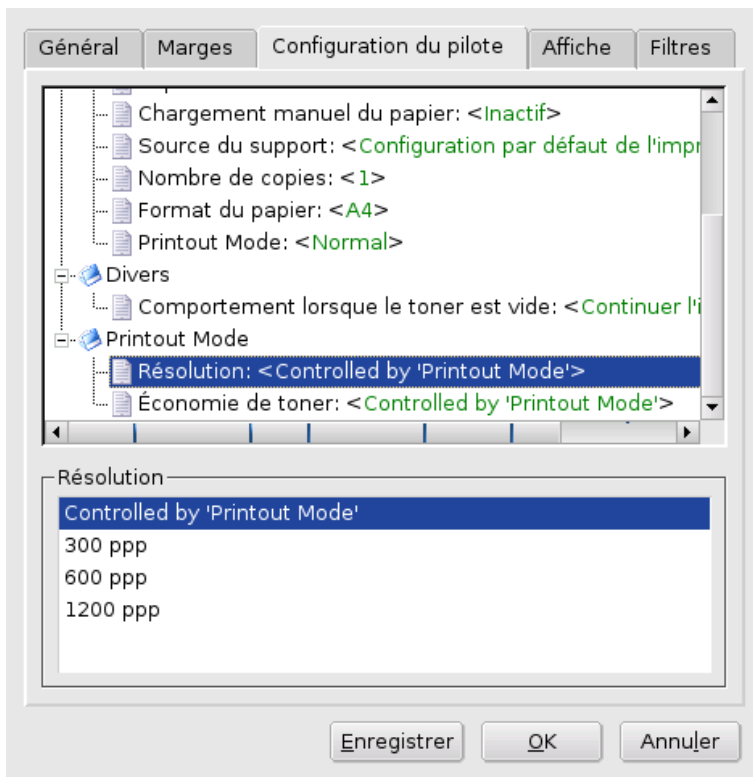 Général Marges Configuration du pilote Affiche Filtres
Chargement manuel du papier: <Inactif>
Source du support: <Configuration par défaut de l'impr
Nombre de copies: <1>
Format du papier: <A4>
Printout Mode: <Normal>
Divers
Comportement lorsque le toner est vide: <Continuer l'i
Printout Mode
Résolution: <Controlled by 'Printout Mode'>
Économie de toner: <Controlled by 'Printout Mode'>
Résolution
Controlled by 'Printout Mode'
300 ppp
600 ppp
1200 ppp
Enregistrer OK Annuler